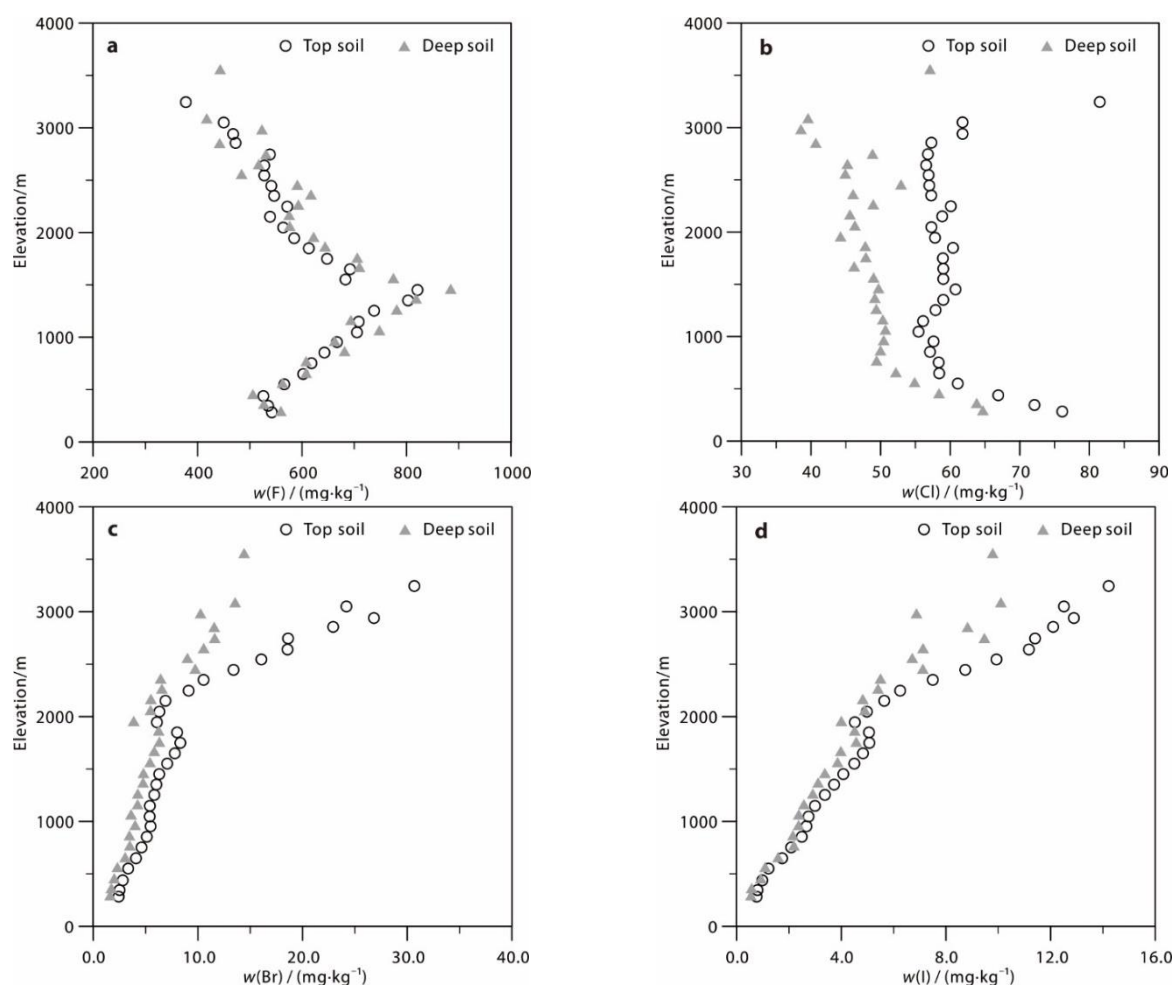 a
Top soil
Deep soil
4000
3000
2000
1000
0
Elevation/m
200
400
600
800
1000
w(F) / (mg·kg⁻¹)
b
Top soil
Deep soil
4000
3000
2000
1000
0
Elevation/m
30
40
50
60
70
80
90
w(Cl) / (mg·kg⁻¹)
c
Top soil
Deep soil
4000
3000
2000
1000
0
Elevation/m
0.0
10.0
20.0
30.0
40.0
w(Br) / (mg·kg⁻¹)
d
Top soil
Deep soil
4000
3000
2000
1000
0
Elevation/m
0.0
4.0
8.0
12.0
16.0
w(I) / (mg·kg⁻¹)